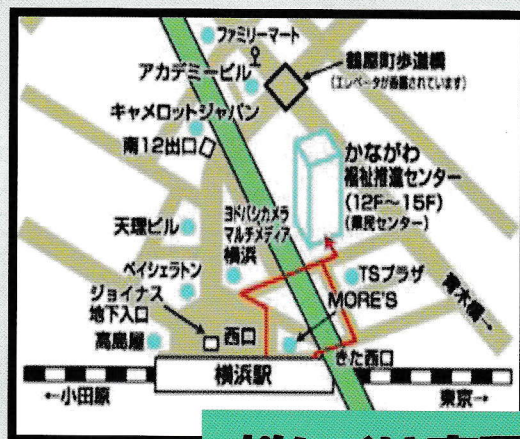 ファミリーマート
アカデミービル
鶴屋町歩道橋
(エレベータが春置されています)
キャメロットジャパン
南12出口
かながわ
福祉推進センター
(12F〜15F)
(県民センター)
天理ビル
ヨドバシカメラ
マルチメディア
横浜
ベイシェラトン
TSプラザ
ジョイナス
地下入口
MORE'S
青木橋→
高島屋
西口
きた西口
横浜駅
←小田原
東京→